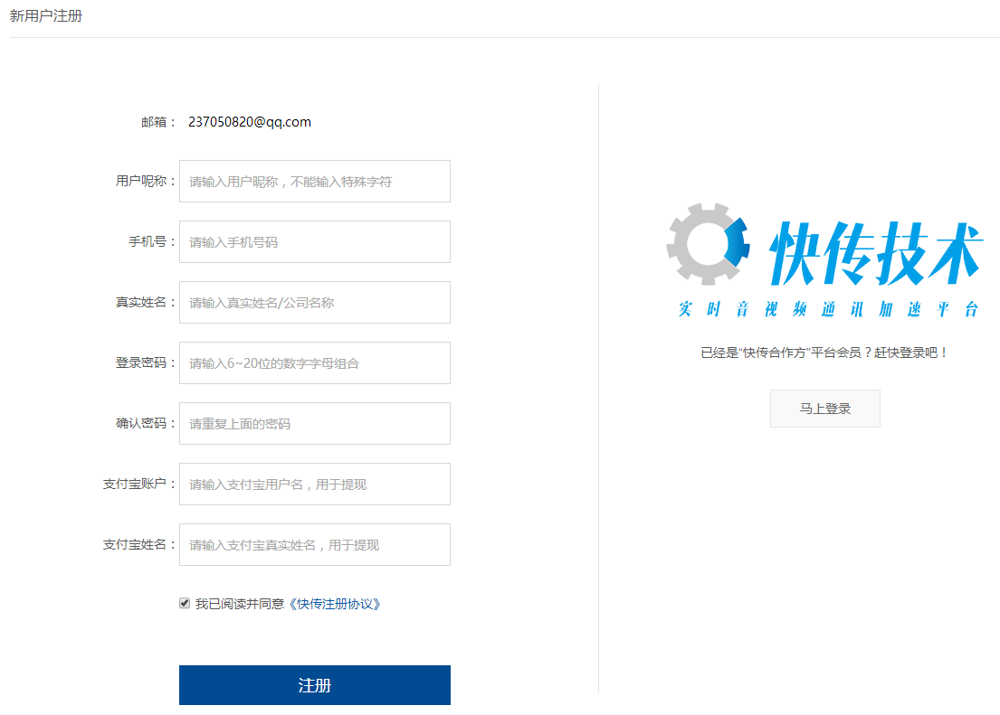 新用户注册
邮箱： 237050820@qq.com
用户昵称： 请输入用户昵称，不能输入特殊字符
手机号： 请输入手机号码
真实姓名： 请输入真实姓名/公司名称
登录密码： 请输入6~20位的数字字母组合
确认密码： 请重复上面的密码
支付宝账户： 请输入支付宝用户名，用于提现
支付宝姓名： 请输入支付宝真实姓名，用于提现
我已阅读并同意《快传注册协议》
注册
快传技术
实时音视频通讯加速平台
已经是“快传合作方”平台会员？赶快登录吧！
马上登录